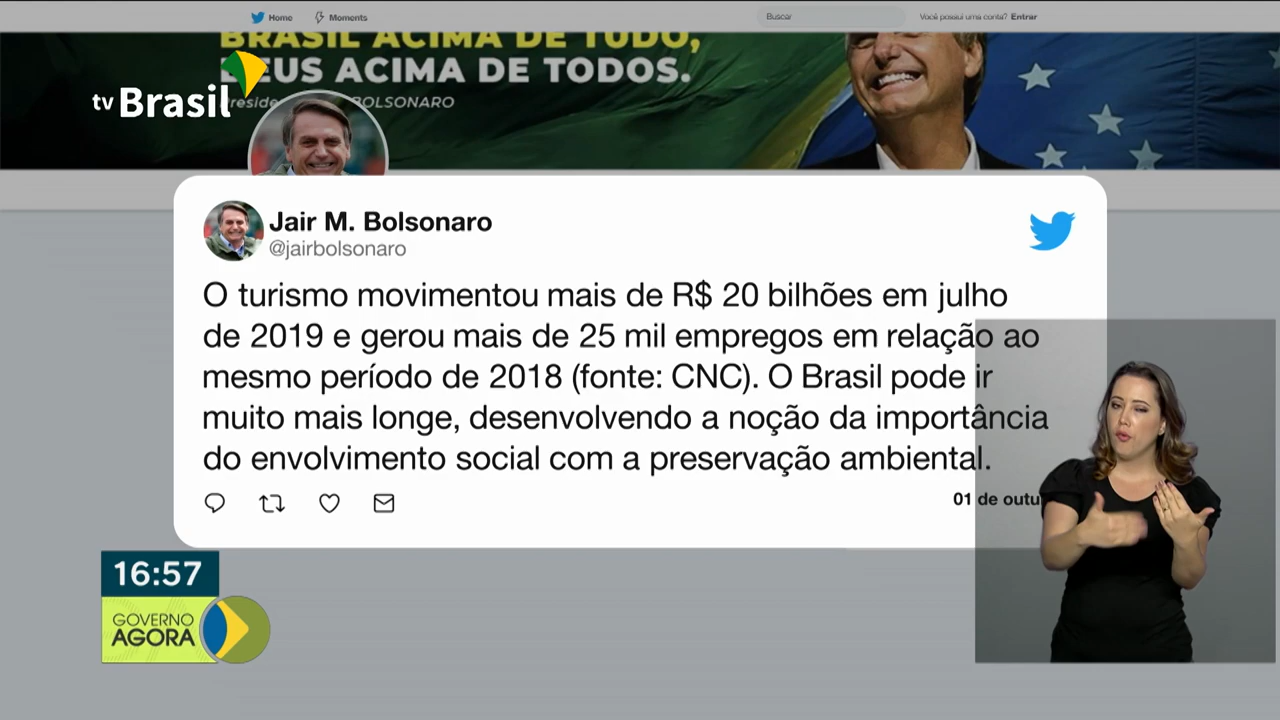 Home Moments Buscar Você possui uma conta? Entrar
BRASIL ACIMA DE TUDO,
DEUS ACIMA DE TODOS.
tv Brasil
BOLSONARO
Jair M. Bolsonaro
@jairbolsonaro
O turismo movimentou mais de R$ 20 bilhões em julho
de 2019 e gerou mais de 25 mil empregos em relação ao
mesmo período de 2018 (fonte: CNC). O Brasil pode ir
muito mais longe, desenvolvendo a noção da importância
do envolvimento social com a preservação ambiental.
01 de outu
16:57
GOVERNO
AGORA